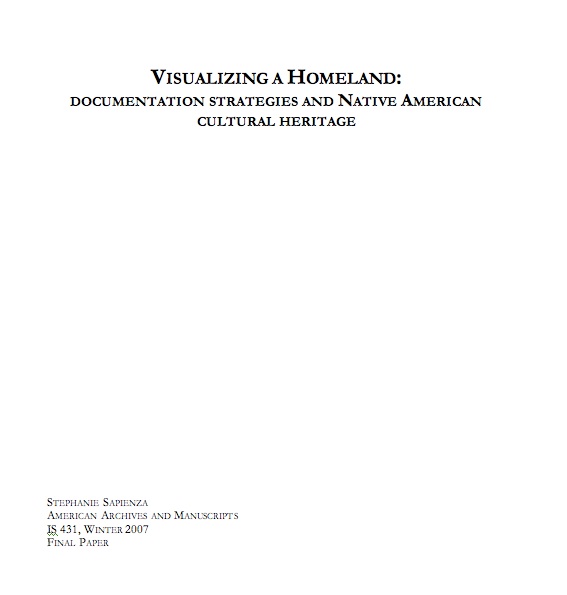 VISUALIZING A HOMELAND:
DOCUMENTATION STRATEGIES AND NATIVE AMERICAN
CULTURAL HERITAGE
STEPHANIE SAPIENZA
AMERICAN ARCHIVES AND MANUSCRIPTS
IS 431, WINTER 2007
FINAL PAPER